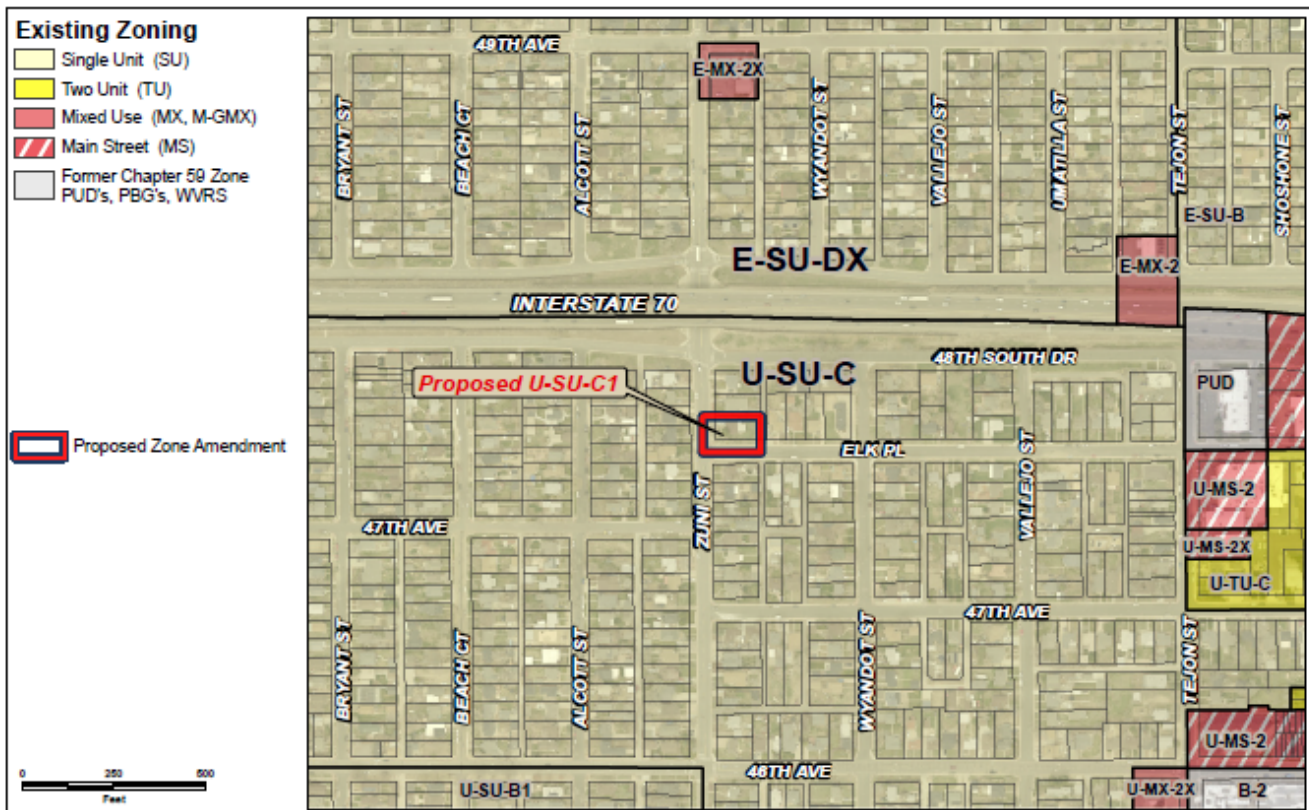 Existing Zoning
Single Unit (SU)
Two Unit (TU)
Mixed Use (MX, M-GMX)
Main Street (MS)
Former Chapter 59 Zone
PUD's, PBG's, WVRS
Proposed Zone Amendment
0 250 500
Feet
49TH AVE
E-MX-2X
BRYANT ST
BEACH CT
ALCOTT ST
WYANDOT ST
VALLEJO ST
UMATILLA ST
TEJON ST
SHOSHONE ST
E-SU-B
E-SU-DX
E-MX-2
INTERSTATE 70
48TH SOUTH DR
U-SU-C
Proposed U-SU-C1
PUD
ELK PL
VALLEJO ST
ZUNI ST
U-MS-2
47TH AVE
U-MS-2X
U-TU-C
47TH AVE
BRYANT ST
BEACH CT
ALCOTT ST
WYANDOT ST
TEJON ST
U-MS-2
46TH AVE
U-SU-B1
U-MX-2X
B-2